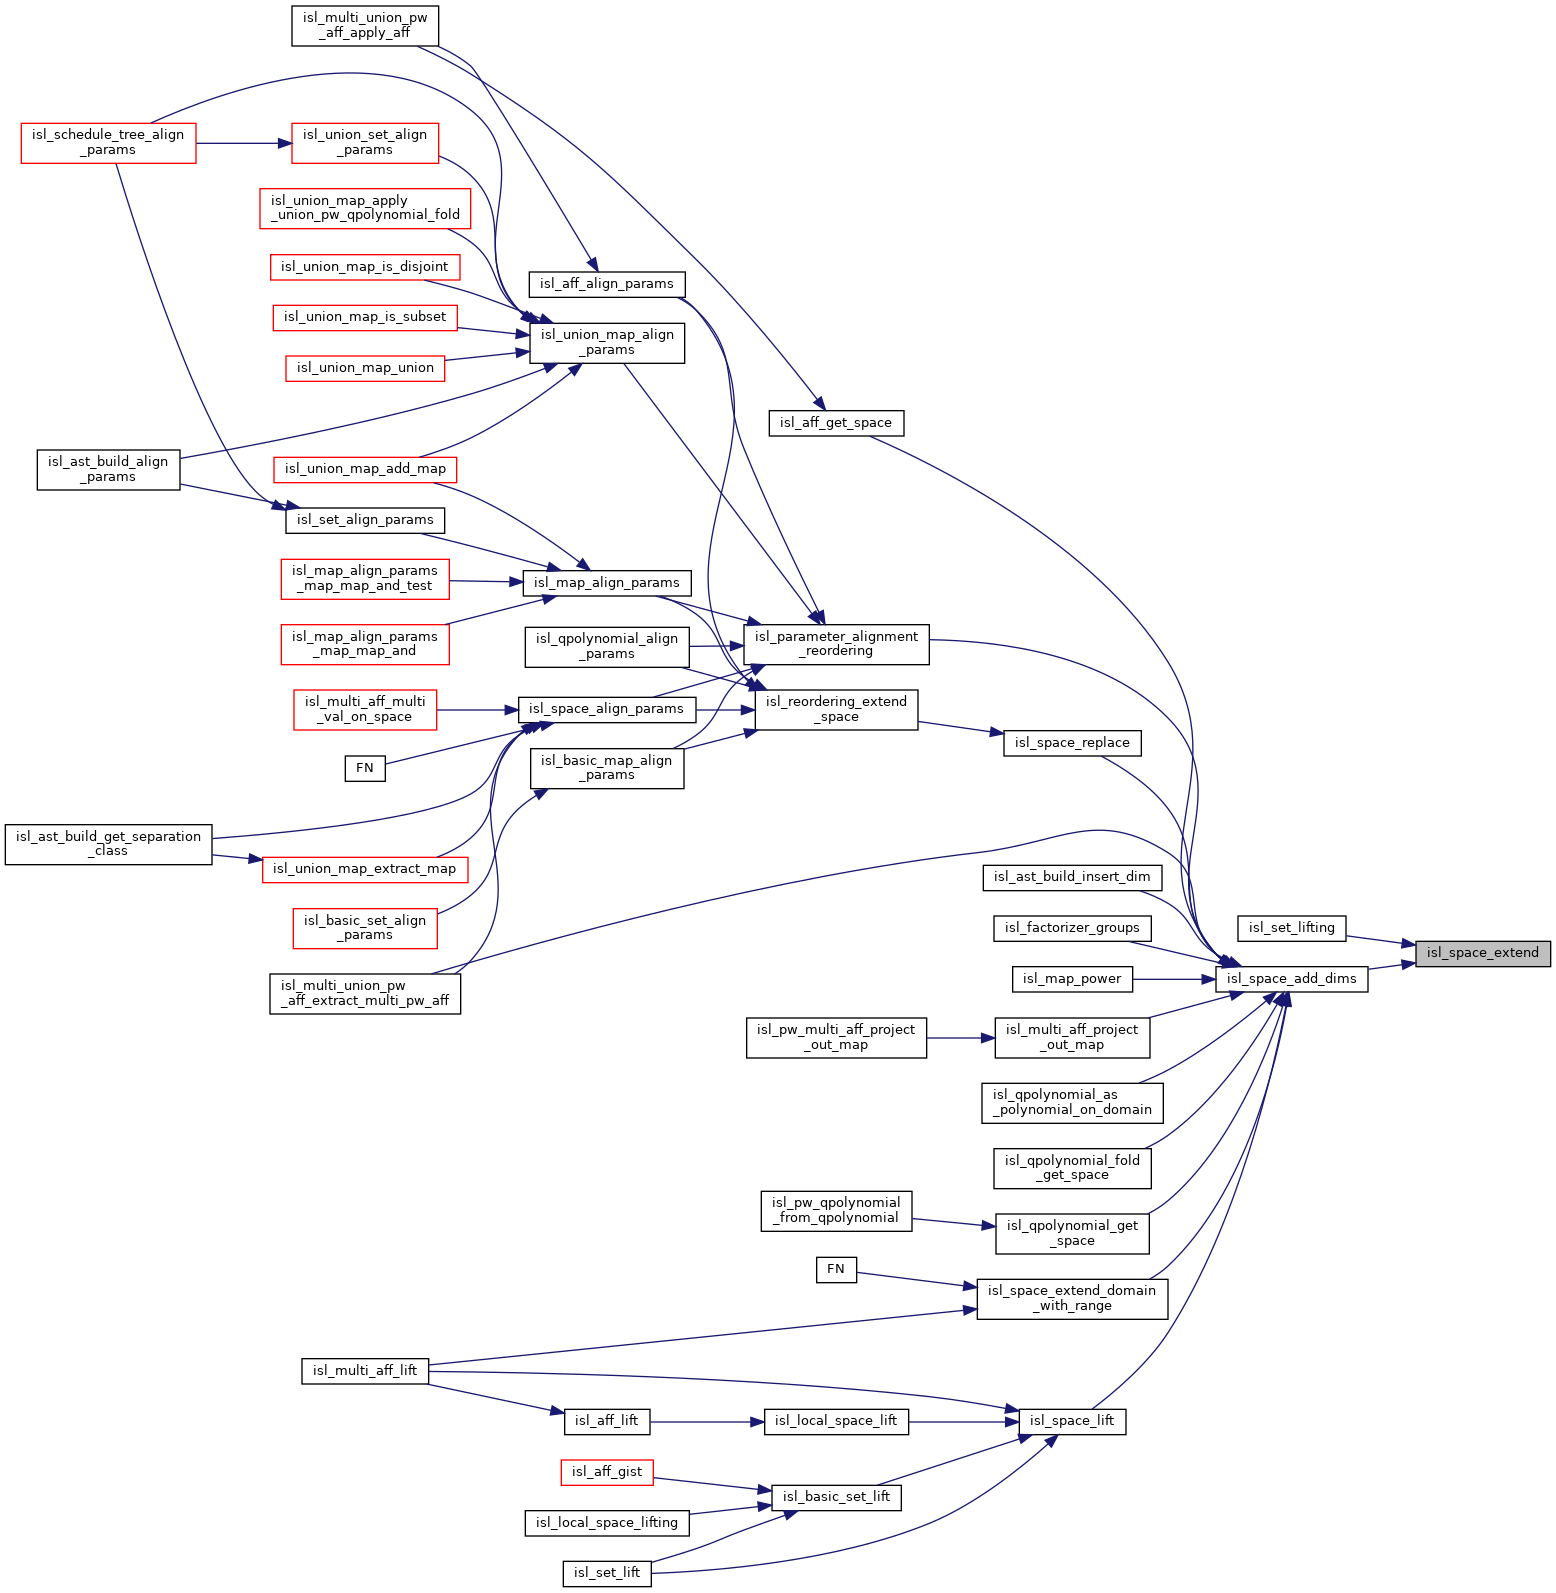 isl_multi_union_pw
_aff_apply_aff
isl_schedule_tree_align
_params
isl_union_set_align
_params
isl_union_map_apply
_union_pw_qpolynomial_fold
isl_union_map_is_disjoint
isl_aff_align_params
isl_union_map_is_subset
isl_union_map_align
_params
isl_union_map_union
isl_aff_get_space
isl_ast_build_align
_params
isl_union_map_add_map
isl_set_align_params
isl_map_align_params
_map_map_and_test
isl_map_align_params
isl_map_align_params
_map_map_and
isl_qpolynomial_align
_params
isl_parameter_alignment
_reordering
isl_multi_aff_multi
_val_on_space
isl_space_align_params
isl_reordering_extend
_space
isl_space_replace
FN
isl_basic_map_align
_params
isl_ast_build_get_separation
_class
isl_union_map_extract_map
isl_ast_build_insert_dim
isl_basic_set_align
_params
isl_factorizer_groups
isl_set_lifting
isl_space_extend
isl_multi_union_pw
_aff_extract_multi_pw_aff
isl_map_power
isl_space_add_dims
isl_pw_multi_aff_project
_out_map
isl_multi_aff_project
_out_map
isl_qpolynomial_as
_polynomial_on_domain
isl_qpolynomial_fold
_get_space
isl_pw_qpolynomial
_from_qpolynomial
isl_qpolynomial_get
_space
FN
isl_space_extend_domain
_with_range
isl_multi_aff_lift
isl_aff_lift
isl_local_space_lift
isl_space_lift
isl_aff_gist
isl_basic_set_lift
isl_local_space_lifting
isl_set_lift